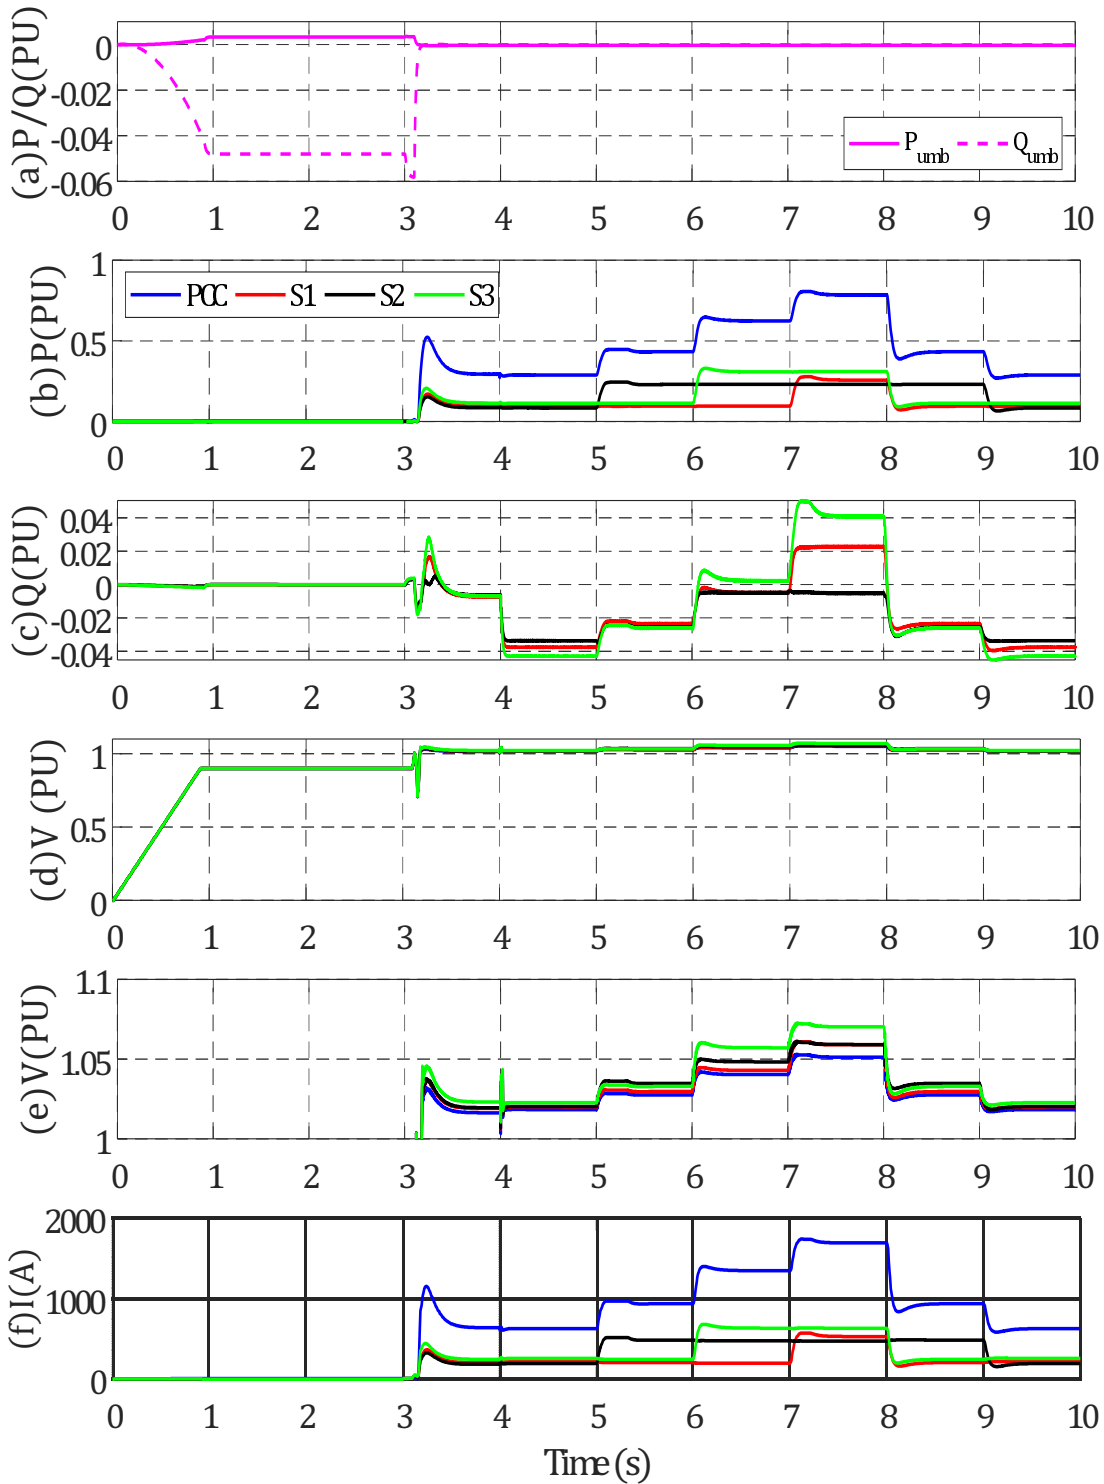 (a)P/Q(PU)
0
-0.02
-0.04
-0.06
P_umb Q_umb
0 1 2 3 4 5 6 7 8 9 10
(b)P(PU)
1
0.5
0
PCC S1 S2 S3
0 1 2 3 4 5 6 7 8 9 10
(c)Q(PU)
0.04
0.02
0
-0.02
-0.04
0 1 2 3 4 5 6 7 8 9 10
(d)V (PU)
1
0.5
0
0 1 2 3 4 5 6 7 8 9 10
(e)V(PU)
1.1
1.05
1
0 1 2 3 4 5 6 7 8 9 10
(f)I(A)
2000
1000
0
0 1 2 3 4 5 6 7 8 9 10
Time(s)